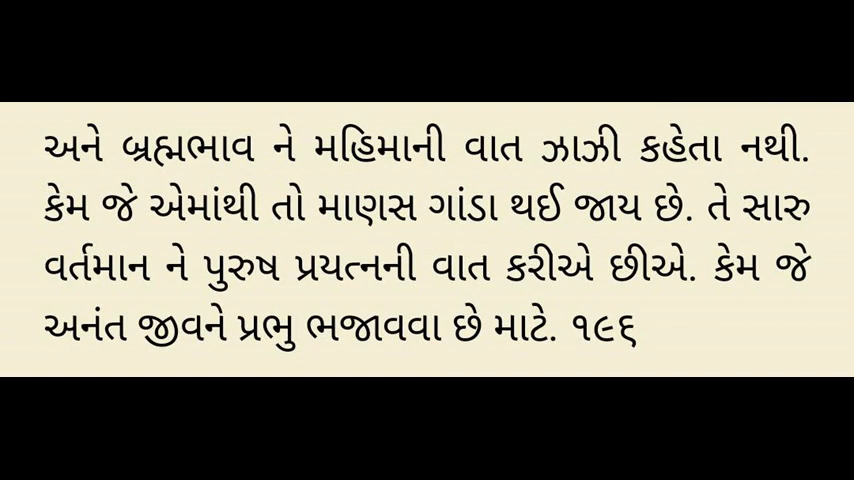 અને બ્રહ્મભાવ ને મહિમાની વાત ઝાઝી કહેતા નથી.
કેમ જે એમાંથી તો માણસ ગાંડા થઈ જાય છે. તે સારુ
વર્તમાન ને પુરુષ પ્રયત્નની વાત કરીએ છીએ. કેમ જે
અનંત જીવને પ્રભુ ભજાવવા છે માટે. ૧૯૬